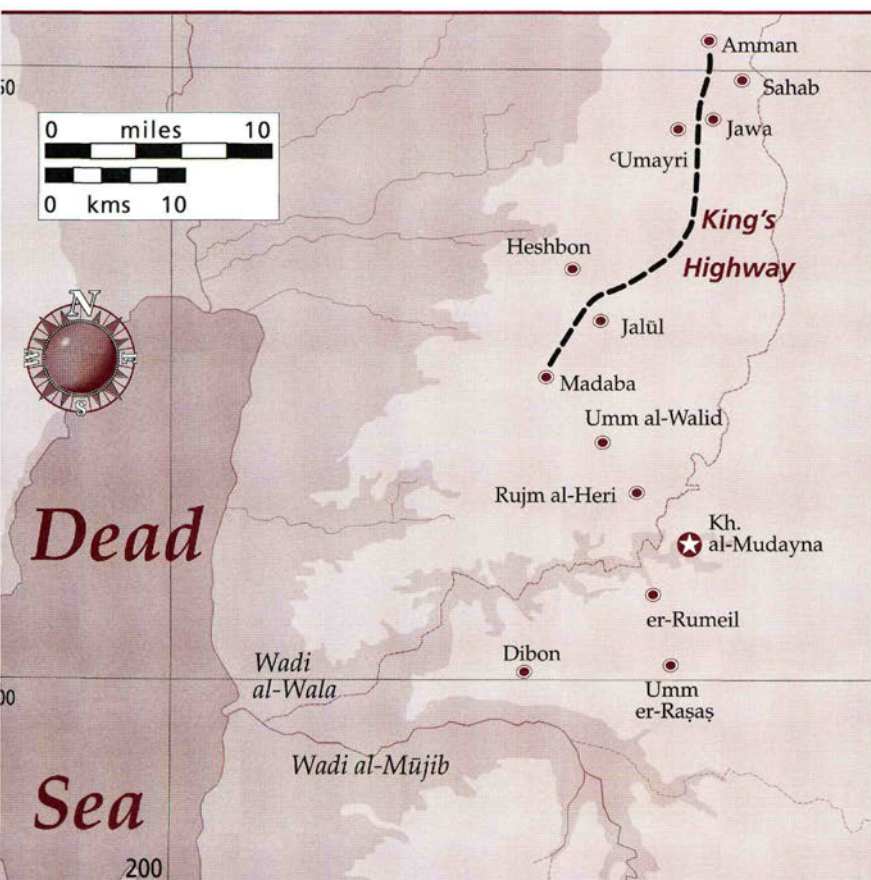 Amman
50
Sahab
0 miles 10
Jawa
ʿUmayri
0 kms 10
King's
Highway
Heshbon
N
Jalūl
W
E
S
Madaba
Umm al-Walid
Rujm al-Heri
Dead
Kh.
al-Mudayna
er-Rumeil
Dibon
Wadi
al-Wala
Umm
er-Raṣaṣ
00
Wadi al-Mūjib
Sea
200